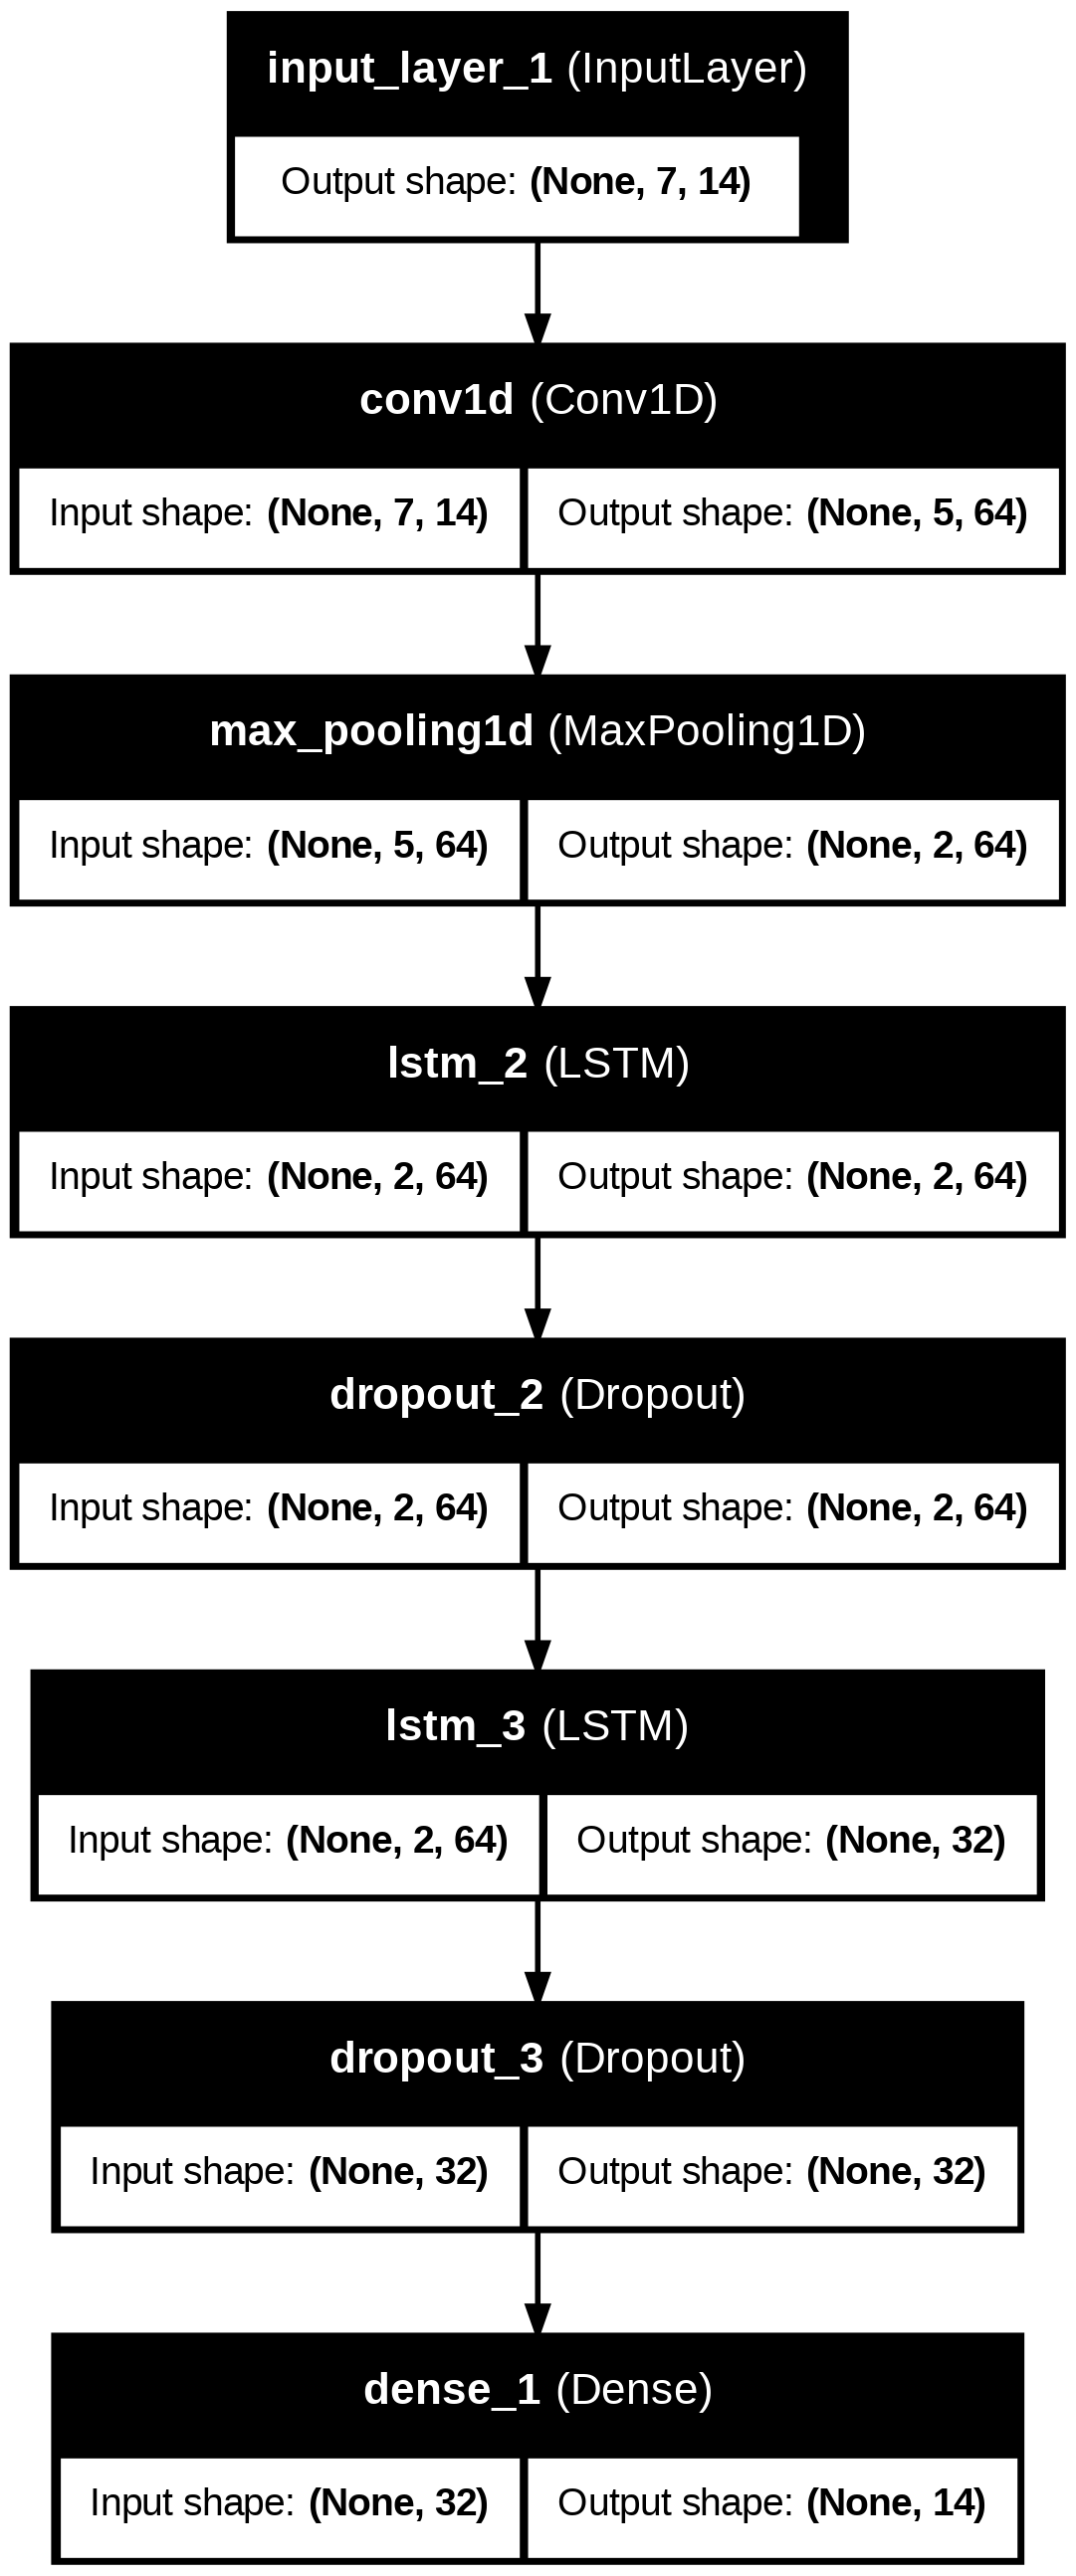 input_layer_1 (InputLayer)
Output shape: (None, 7, 14)
conv1d (Conv1D)
Input shape: (None, 7, 14) Output shape: (None, 5, 64)
max_pooling1d (MaxPooling1D)
Input shape: (None, 5, 64) Output shape: (None, 2, 64)
lstm_2 (LSTM)
Input shape: (None, 2, 64) Output shape: (None, 2, 64)
dropout_2 (Dropout)
Input shape: (None, 2, 64) Output shape: (None, 2, 64)
lstm_3 (LSTM)
Input shape: (None, 2, 64) Output shape: (None, 32)
dropout_3 (Dropout)
Input shape: (None, 32) Output shape: (None, 32)
dense_1 (Dense)
Input shape: (None, 32) Output shape: (None, 14)